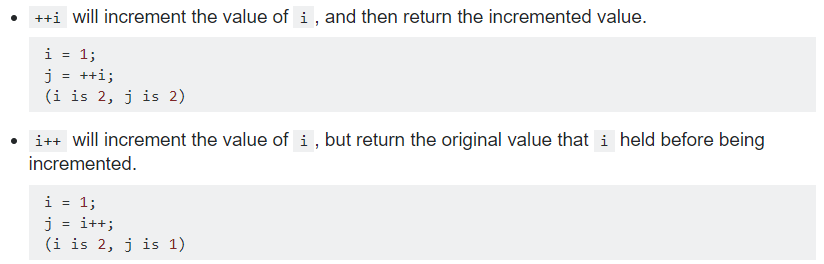 • ++i will increment the value of i , and then return the incremented value.
i = 1;
j = ++i;
(i is 2, j is 2)
• i++ will increment the value of i , but return the original value that i held before being
incremented.
i = 1;
j = i++;
(i is 2, j is 1)